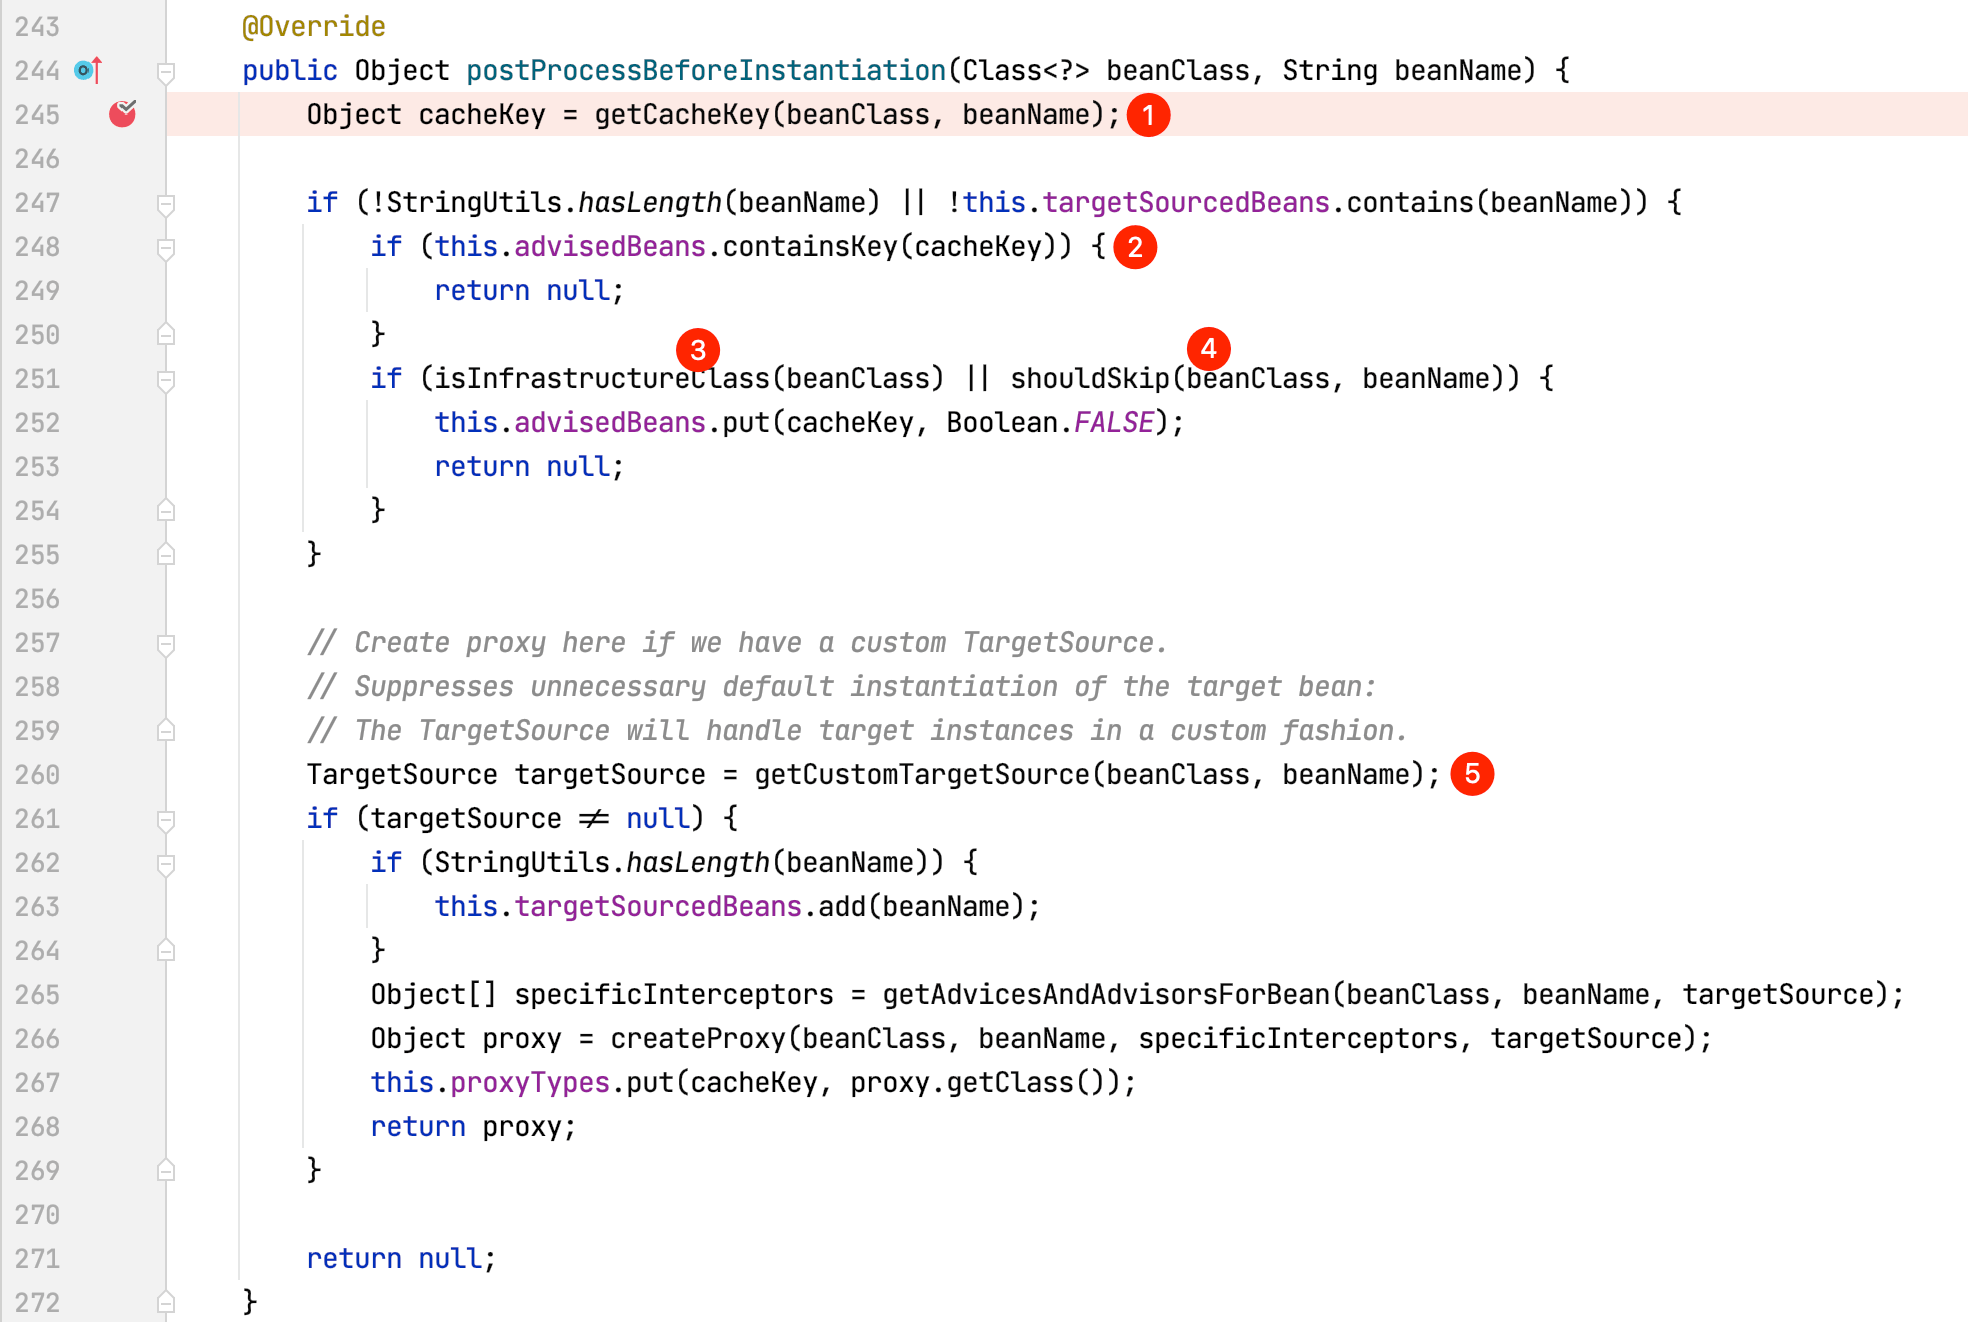 243 @Override
244 public Object postProcessBeforeInstantiation(Class<?> beanClass, String beanName) {
245 Object cacheKey = getCacheKey(beanClass, beanName); 1
246
247 if (!StringUtils.hasLength(beanName) || !this.targetSourcedBeans.contains(beanName)) {
248 if (this.advisedBeans.containsKey(cacheKey)) { 2
249 return null;
250 }
3 4
251 if (isInfrastructureClass(beanClass) || shouldSkip(beanClass, beanName)) {
252 this.advisedBeans.put(cacheKey, Boolean.FALSE);
253 return null;
254 }
255 }
256
257 // Create proxy here if we have a custom TargetSource.
258 // Suppresses unnecessary default instantiation of the target bean:
259 // The TargetSource will handle target instances in a custom fashion.
260 TargetSource targetSource = getCustomTargetSource(beanClass, beanName); 5
261 if (targetSource != null) {
262 if (StringUtils.hasLength(beanName)) {
263 this.targetSourcedBeans.add(beanName);
264 }
265 Object[] specificInterceptors = getAdvicesAndAdvisorsForBean(beanClass, beanName, targetSource);
266 Object proxy = createProxy(beanClass, beanName, specificInterceptors, targetSource);
267 this.proxyTypes.put(cacheKey, proxy.getClass());
268 return proxy;
269 }
270
271 return null;
272 }